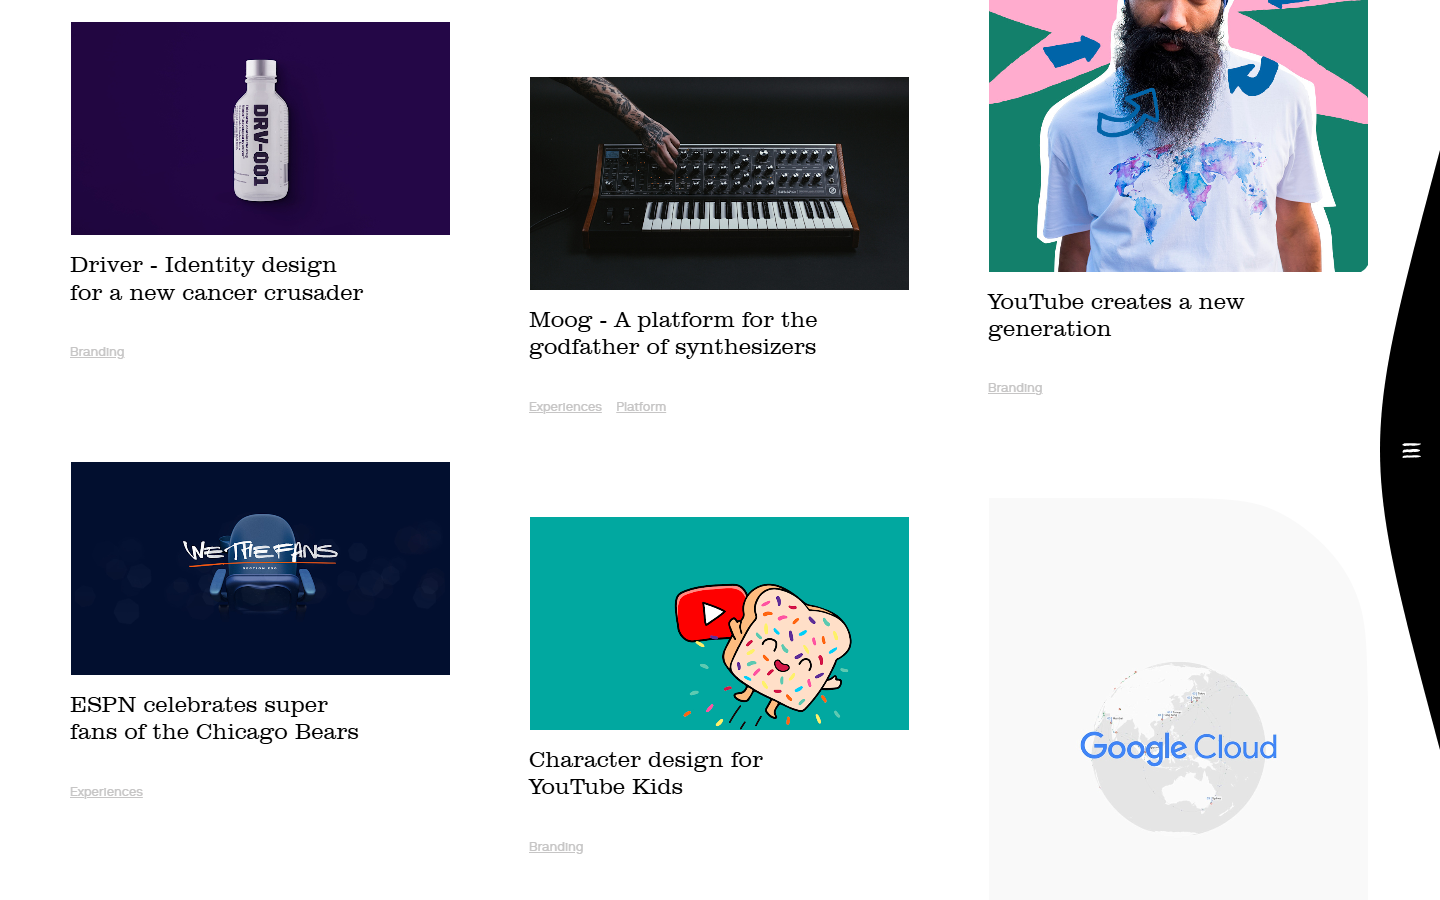 DRV-001
Driver - Identity design
for a new cancer crusader
Branding
Moog - A platform for the
godfather of synthesizers
Experiences Platform
YouTube creates a new
generation
Branding
WE THE FANS
ESPN celebrates super
fans of the Chicago Bears
Experiences
Character design for
YouTube Kids
Branding
Google Cloud